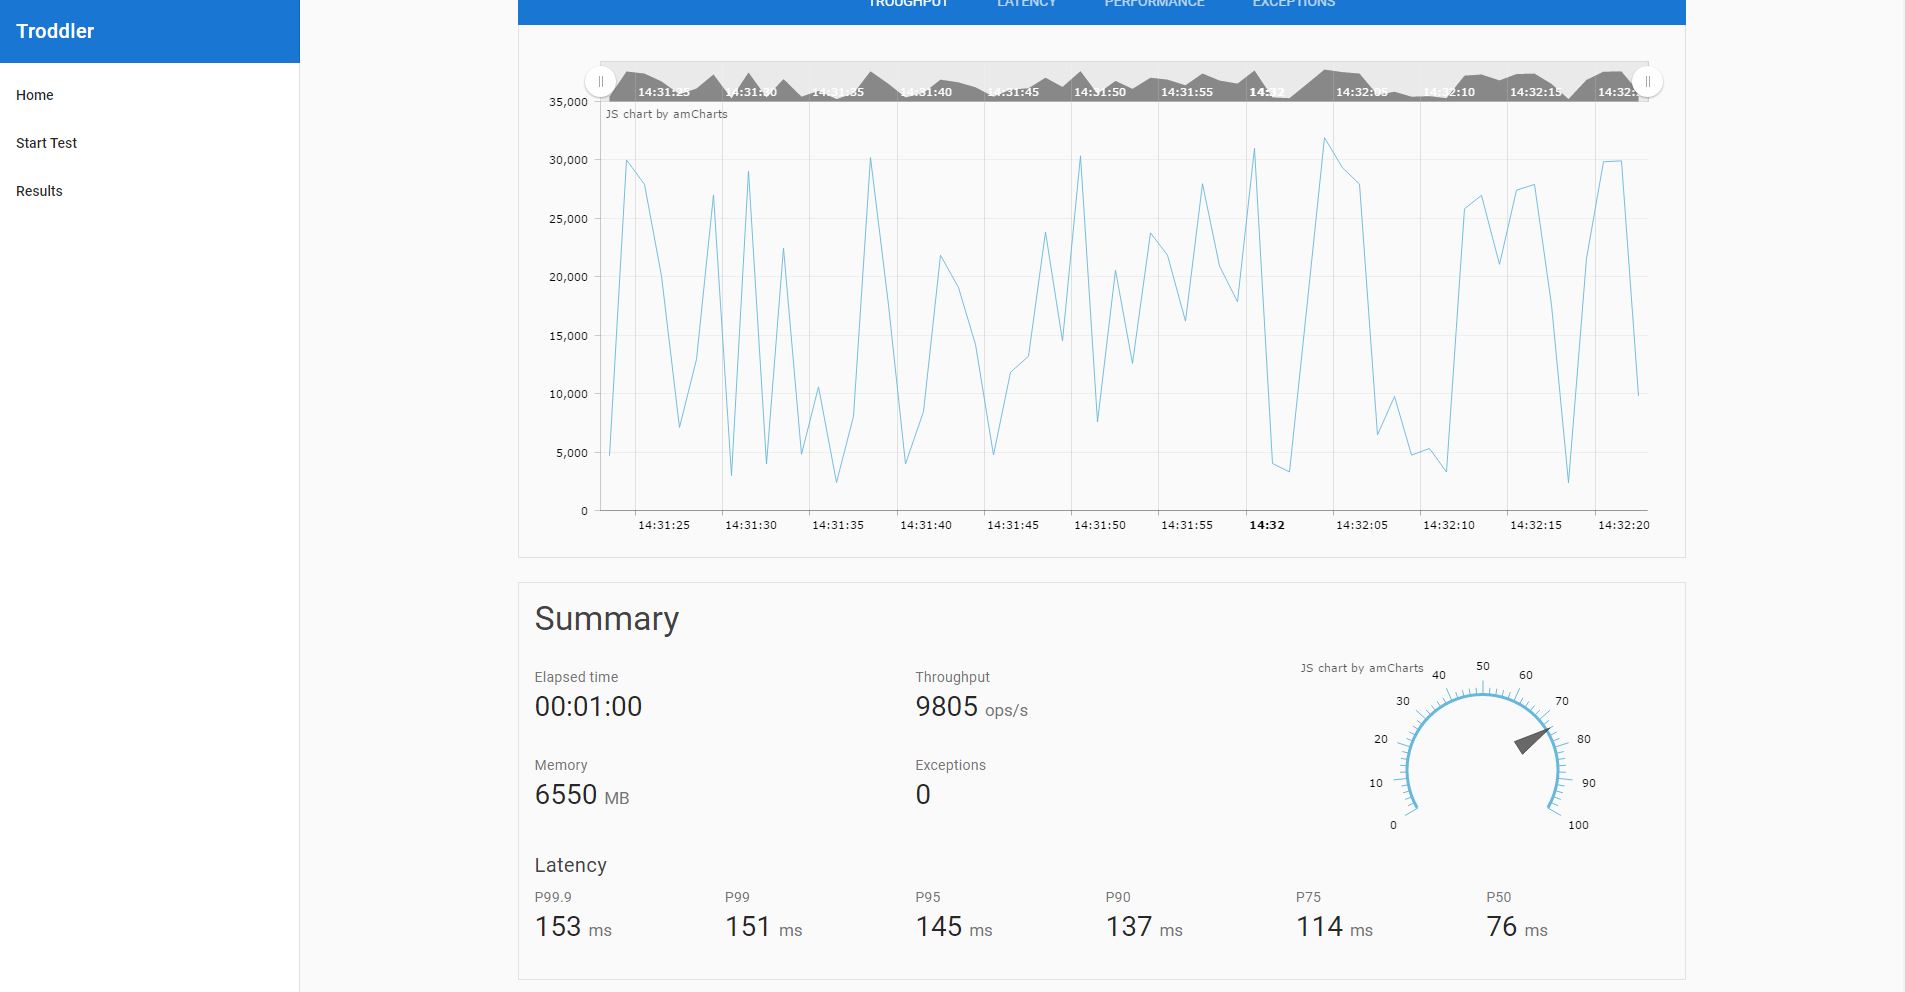 Troddler
Home
Start Test
Results
TROUGHPUT LATENCY PERFORMANCE EXCEPTIONS
14:31:25 14:31:30 14:31:35 14:31:40 14:31:45 14:31:50 14:31:55 14:32 14:32:05 14:32:10 14:32:15 14:32:
JS chart by amCharts
35,000
30,000
25,000
20,000
15,000
10,000
5,000
0
14:31:25 14:31:30 14:31:35 14:31:40 14:31:45 14:31:50 14:31:55 14:32 14:32:05 14:32:10 14:32:15 14:32:20
Summary
Elapsed time
00:01:00
Throughput
9805 ops/s
Memory
6550 MB
Exceptions
0
JS chart by amCharts
0
10
20
30
40
50
60
70
80
90
100
Latency
P99.9
153 ms
P99
151 ms
P95
145 ms
P90
137 ms
P75
114 ms
P50
76 ms